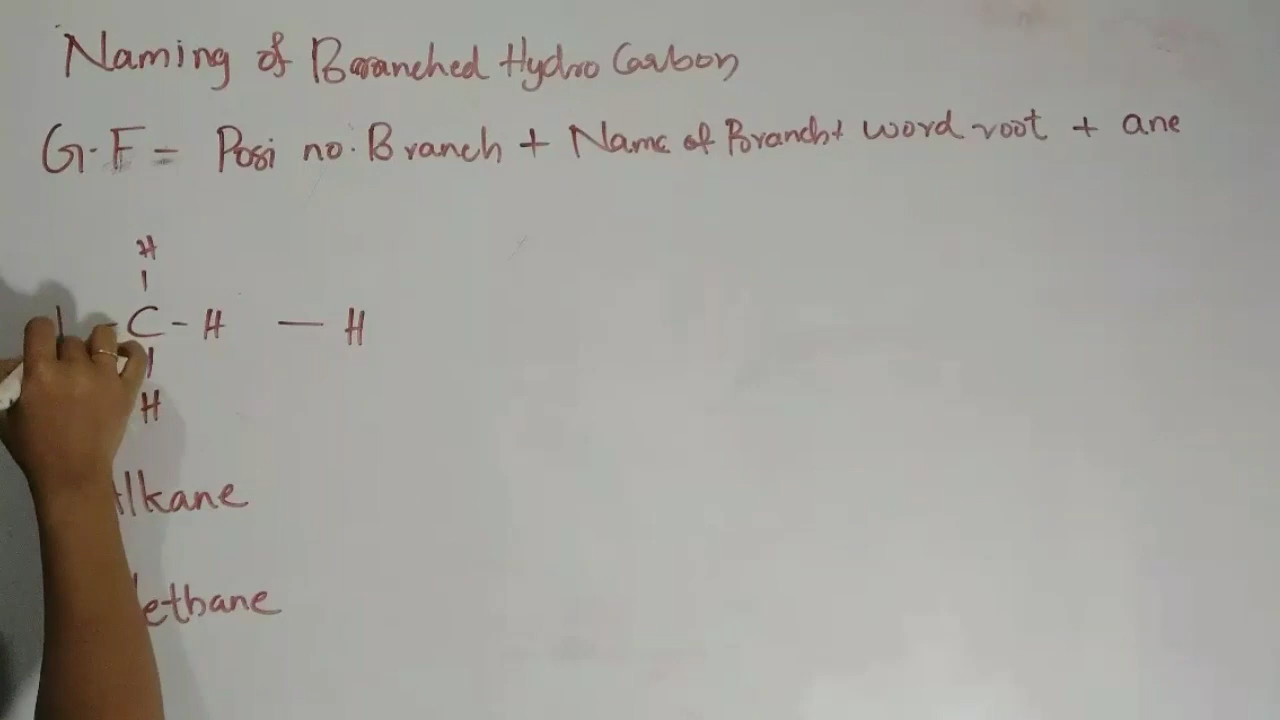 Naming of Branched Hydro Carbon
G.F = Posi no. Branch + Name of Branch + word root + ane
H
C - H — H
H
lkane
ethane